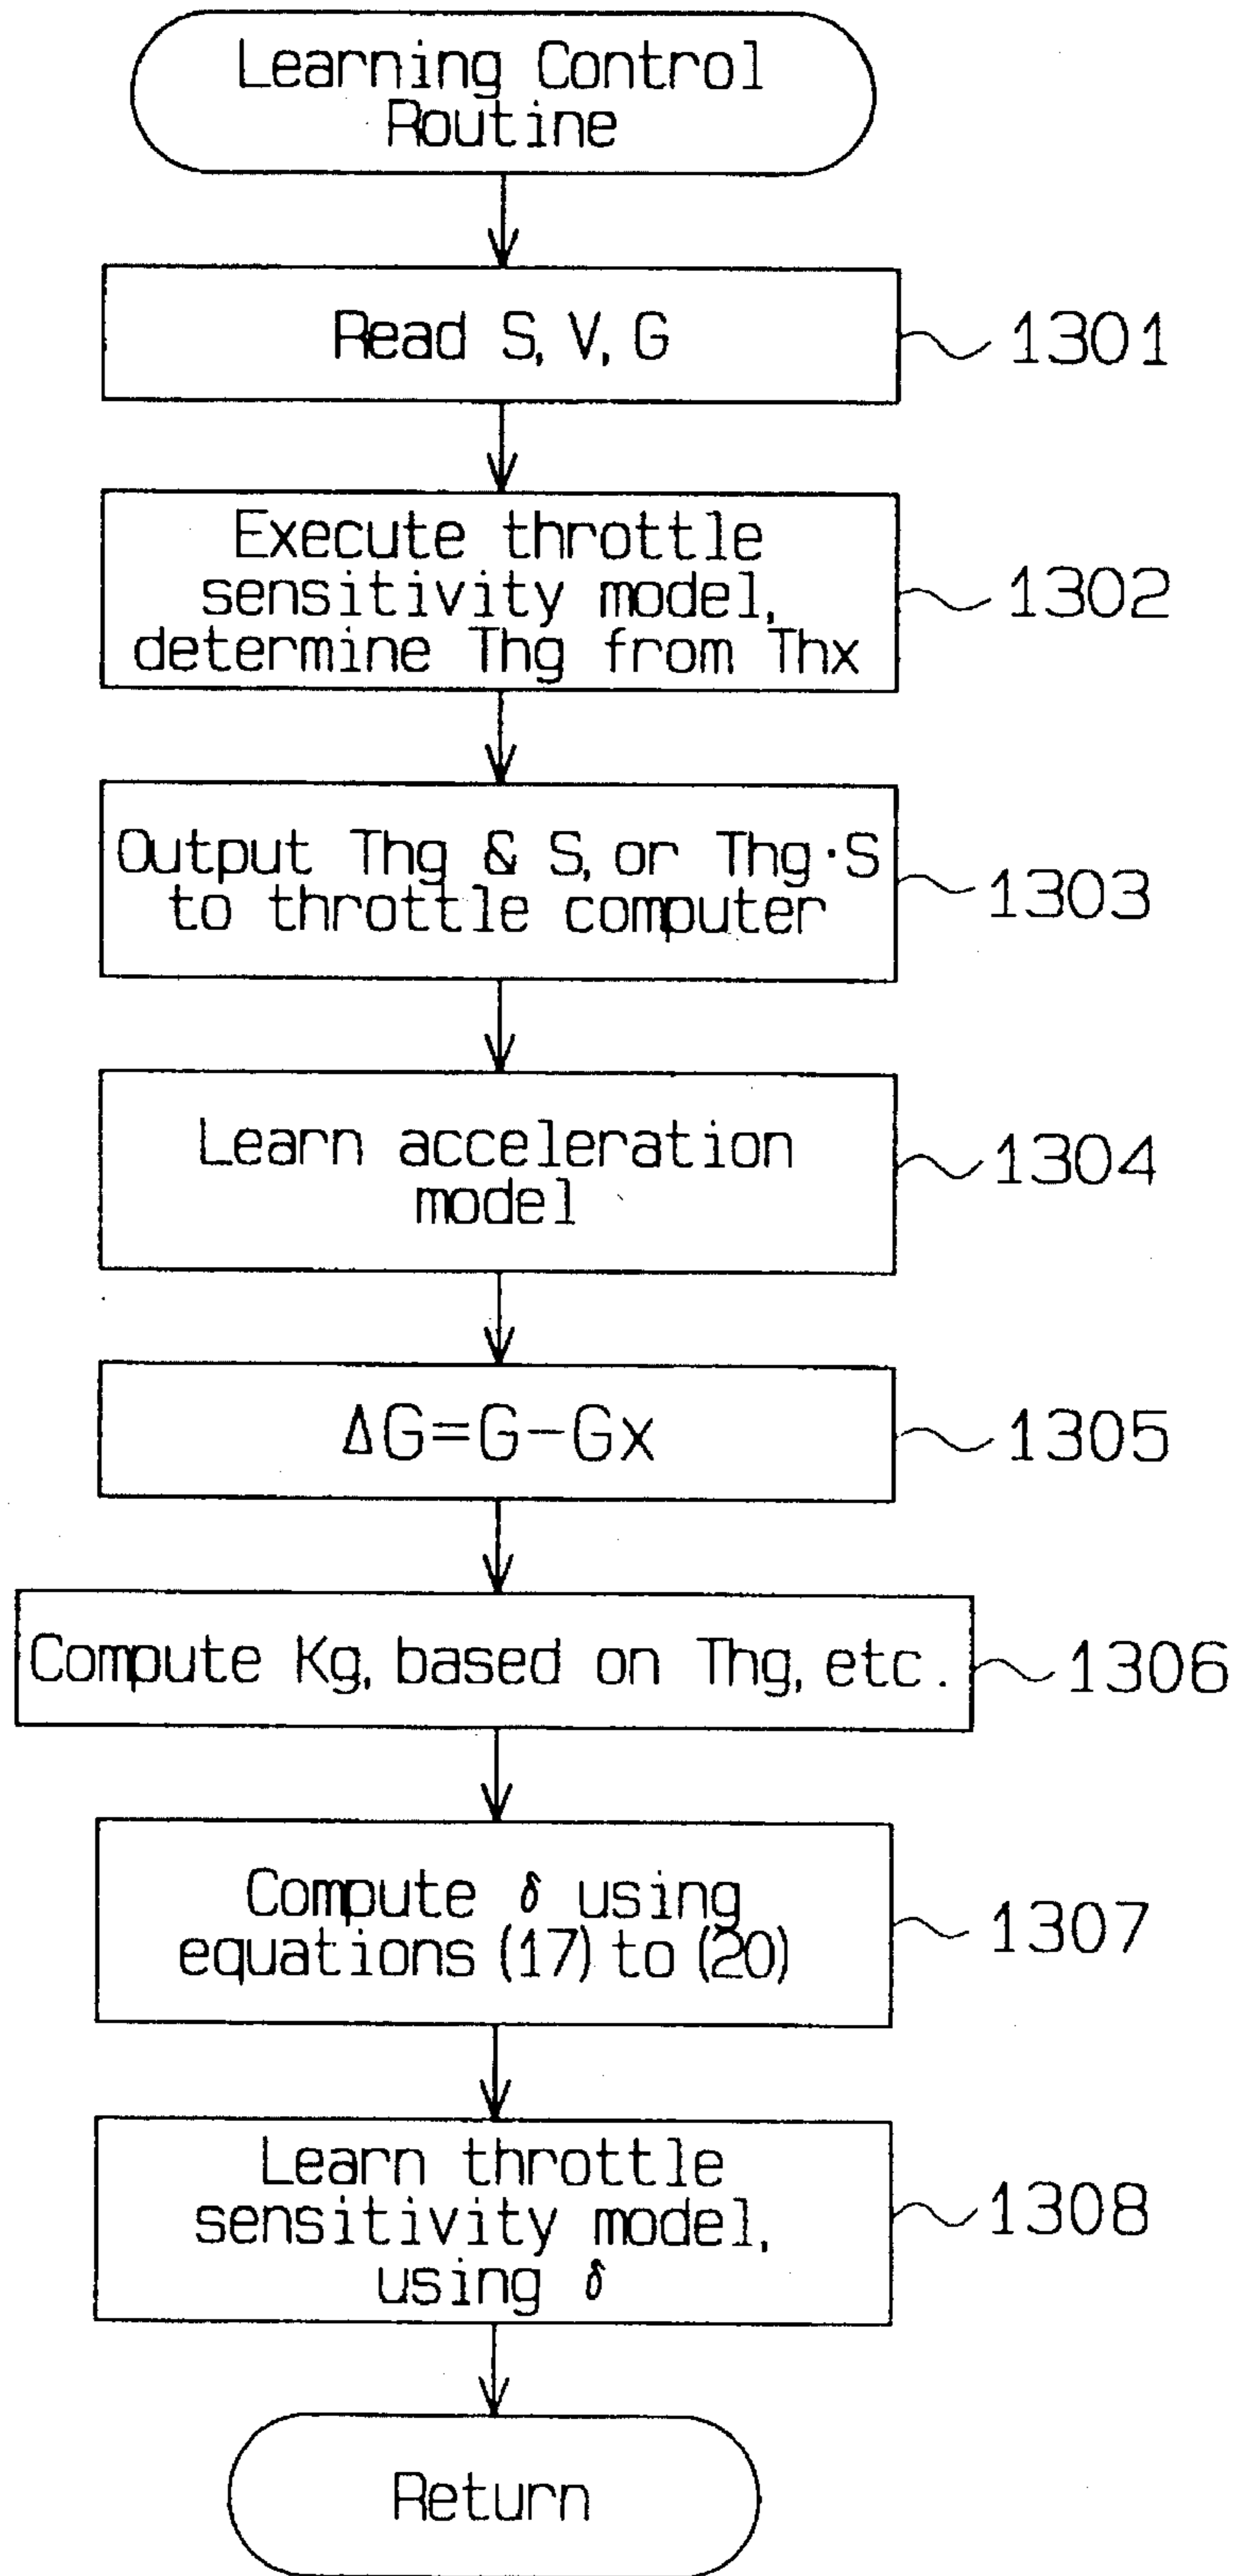 Learning Control
Routine
Read S, V, G
1301
Execute throttle
sensitivity model,
determine Thg from Thx
1302
Output Thg & S, or Thg·S
to throttle computer
1303
Learn acceleration
model
1304
ΔG=G-Gx
1305
Compute Kg, based on Thg, etc.
1306
Compute δ using
equations (17) to (20)
1307
Learn throttle
sensitivity model,
using δ
1308
Return